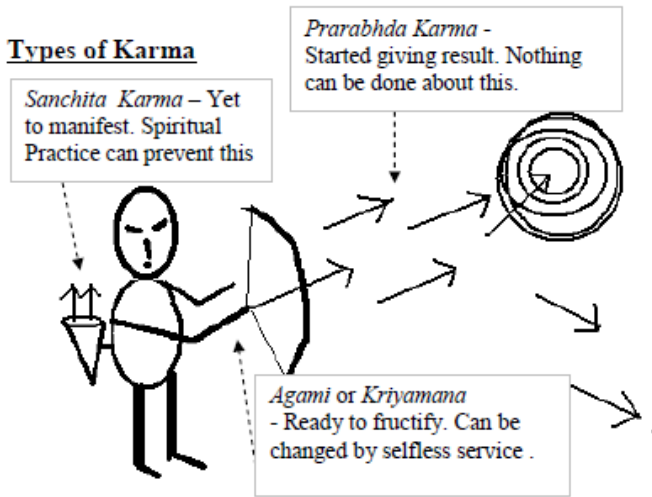 Types of Karma
Prarabhda Karma -
Started giving result. Nothing
can be done about this.
Sanchita Karma – Yet
to manifest. Spiritual
Practice can prevent this
Agami or Kriyamana
- Ready to fructify. Can be
changed by selfless service .